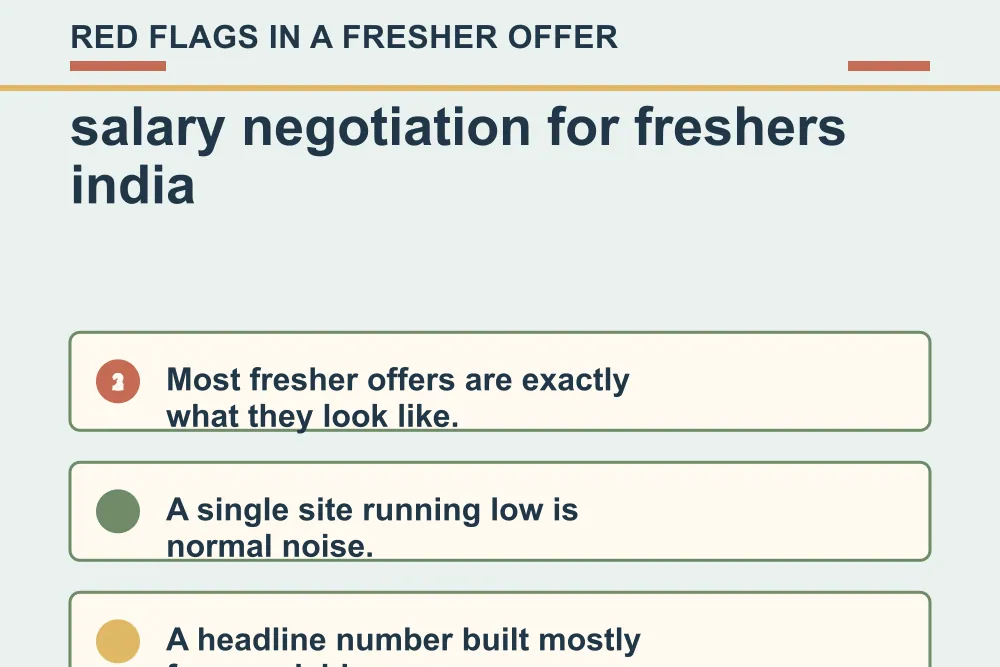 RED FLAGS IN A FRESHER OFFER
salary negotiation for freshers
india
Most fresher offers are exactly
what they look like.
A single site running low is
normal noise.
A headline number built mostly